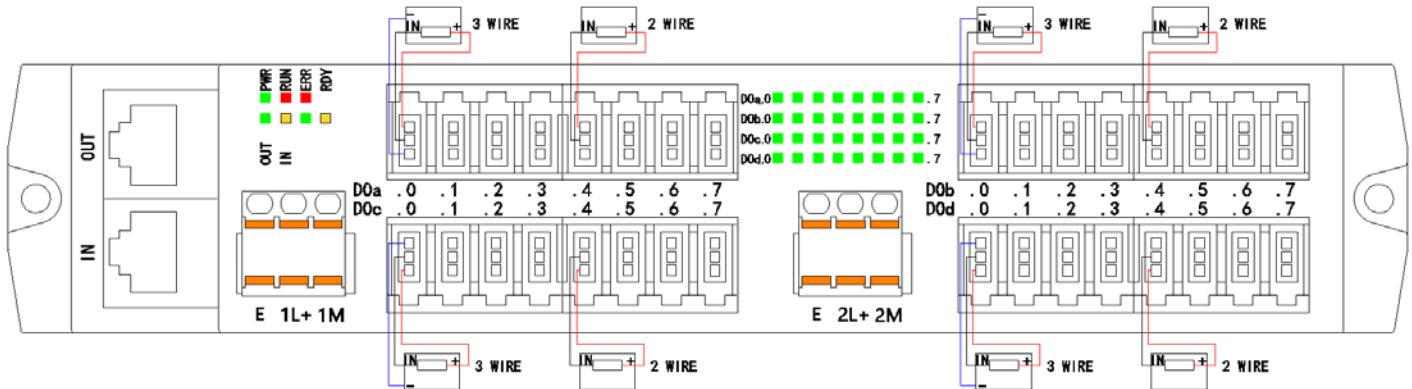 - IN + 3 WIRE
IN + 2 WIRE
- IN + 3 WIRE
IN + 2 WIRE
PWR RUN ERR RDY
OUT IN
OUT
IN
DOa.0 .7
DOb.0 .7
DOc.0 .7
DOd.0 .7
DOa .0 .1 .2 .3 .4 .5 .6 .7
DOc .0 .1 .2 .3 .4 .5 .6 .7
DOb .0 .1 .2 .3 .4 .5 .6 .7
DOd .0 .1 .2 .3 .4 .5 .6 .7
E 1L+ 1M
E 2L+ 2M
IN + - 3 WIRE
IN + 2 WIRE
IN + - 3 WIRE
IN + 2 WIRE